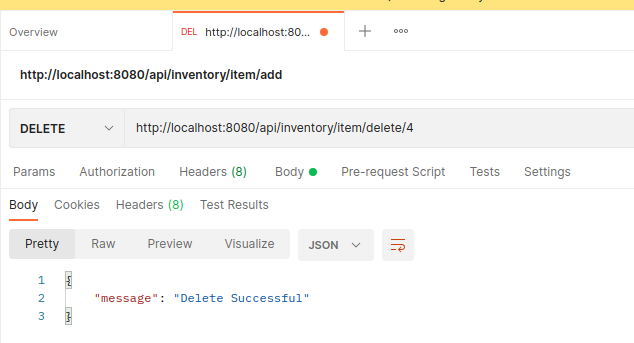 Overview
DEL http://localhost:80...
http://localhost:8080/api/inventory/item/add
DELETE http://localhost:8080/api/inventory/item/delete/4
Params Authorization Headers (8) Body Pre-request Script Tests Settings
Body Cookies Headers (8) Test Results
Pretty Raw Preview Visualize JSON
1 {
2 "message": "Delete Successful"
3 }